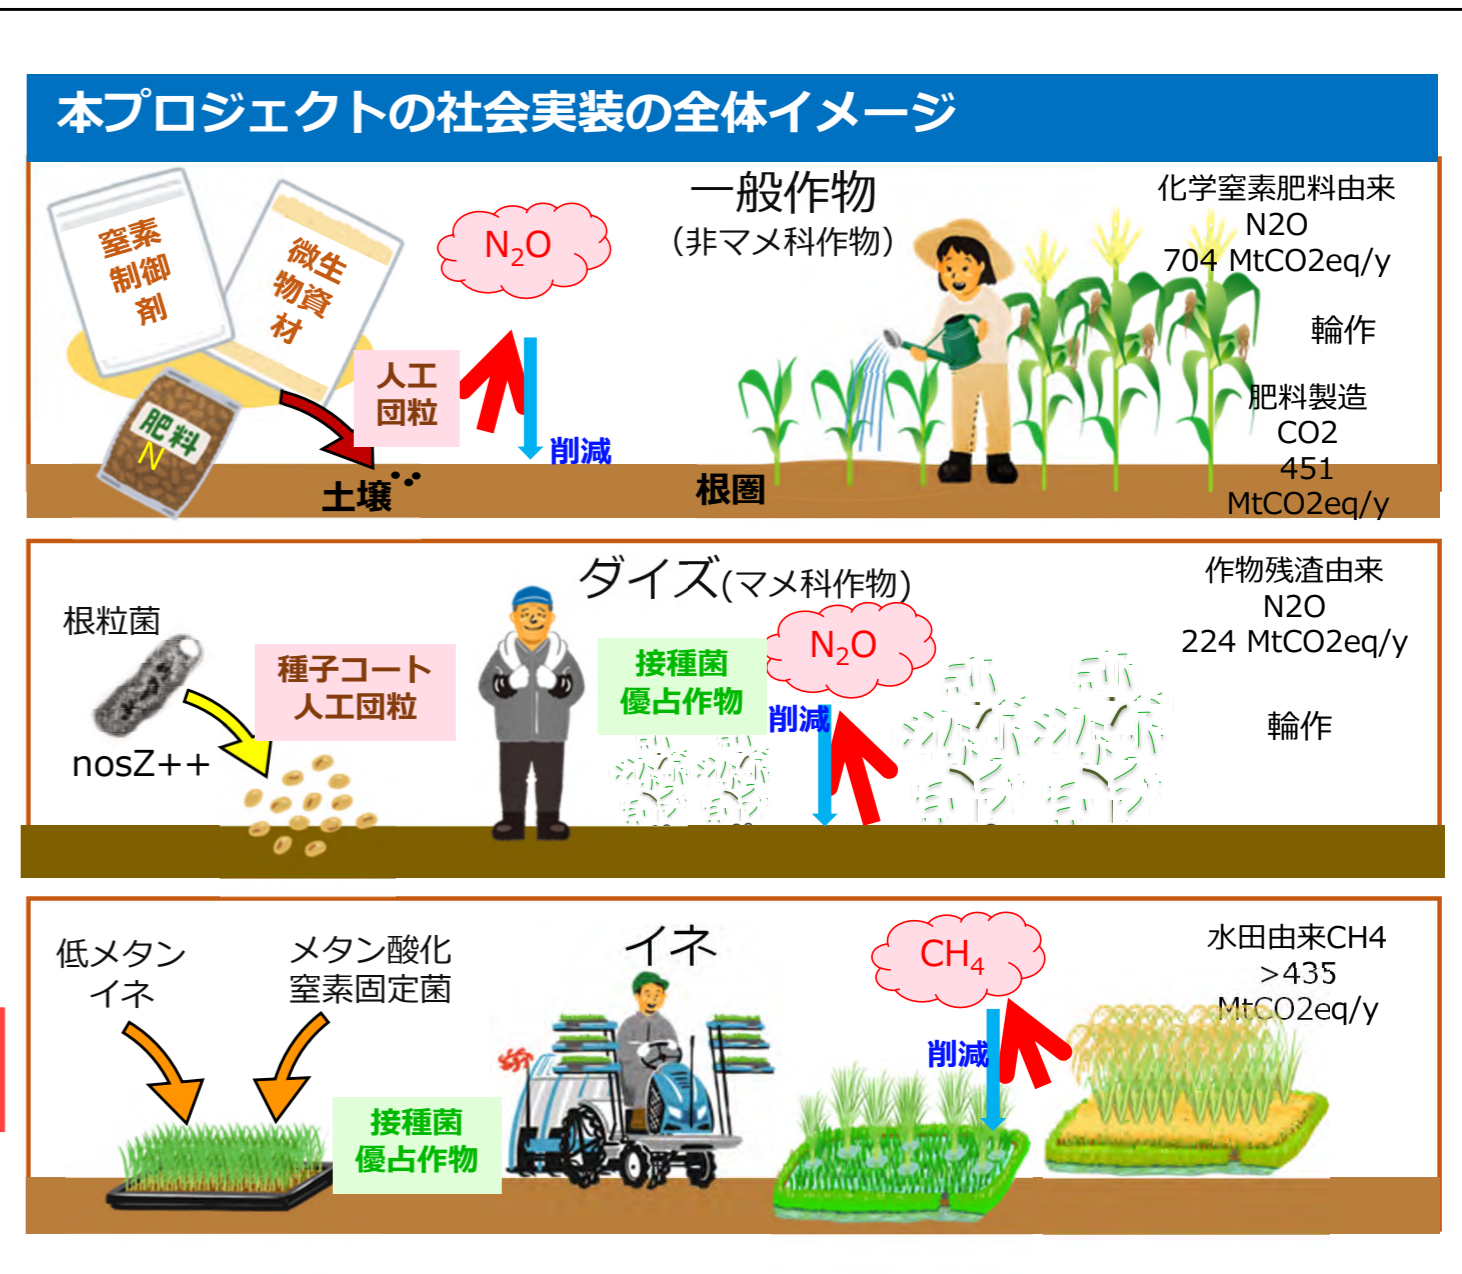 本プロジェクトの社会実装の全体イメージ
窒素
制御
剤
微生
物資
材
肥料
N
人工
団粒
N₂O
削減
土壌
根圏
一般作物
（非マメ科作物）
化学窒素肥料由来
N2O
704 MtCO2eq/y
輪作
肥料製造
CO2
451
MtCO2eq/y
根粒菌
nosZ++
種子コート
人工団粒
ダイズ(マメ科作物)
接種菌
優占作物
N₂O
削減
作物残渣由来
N2O
224 MtCO2eq/y
輪作
低メタン
イネ
メタン酸化
窒素固定菌
接種菌
優占作物
イネ
CH₄
削減
水田由来CH4
>435
MtCO2eq/y